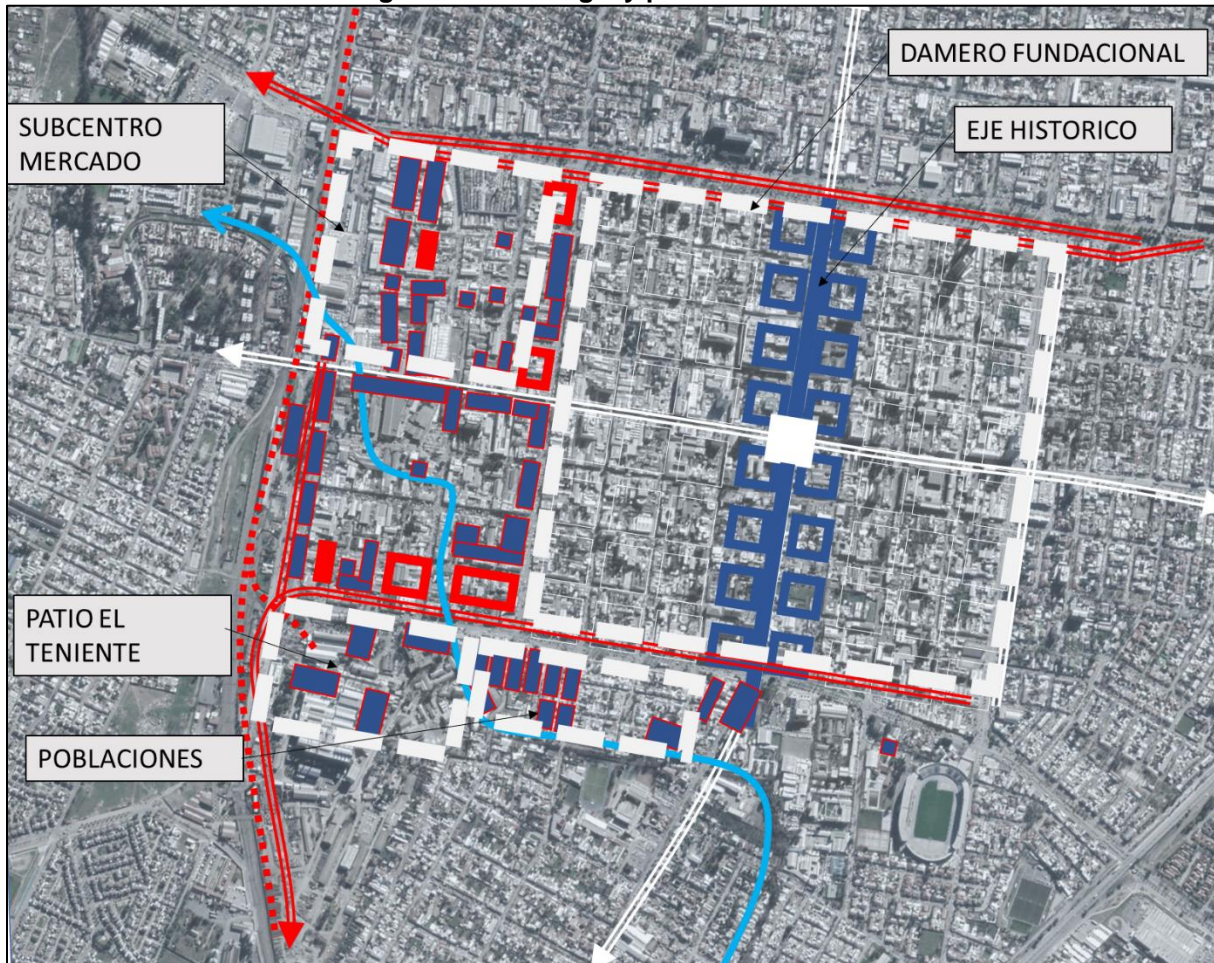 DAMERO FUNDACIONAL
SUBCENTRO
MERCADO
EJE HISTORICO
PATIO EL
TENIENTE
POBLACIONES